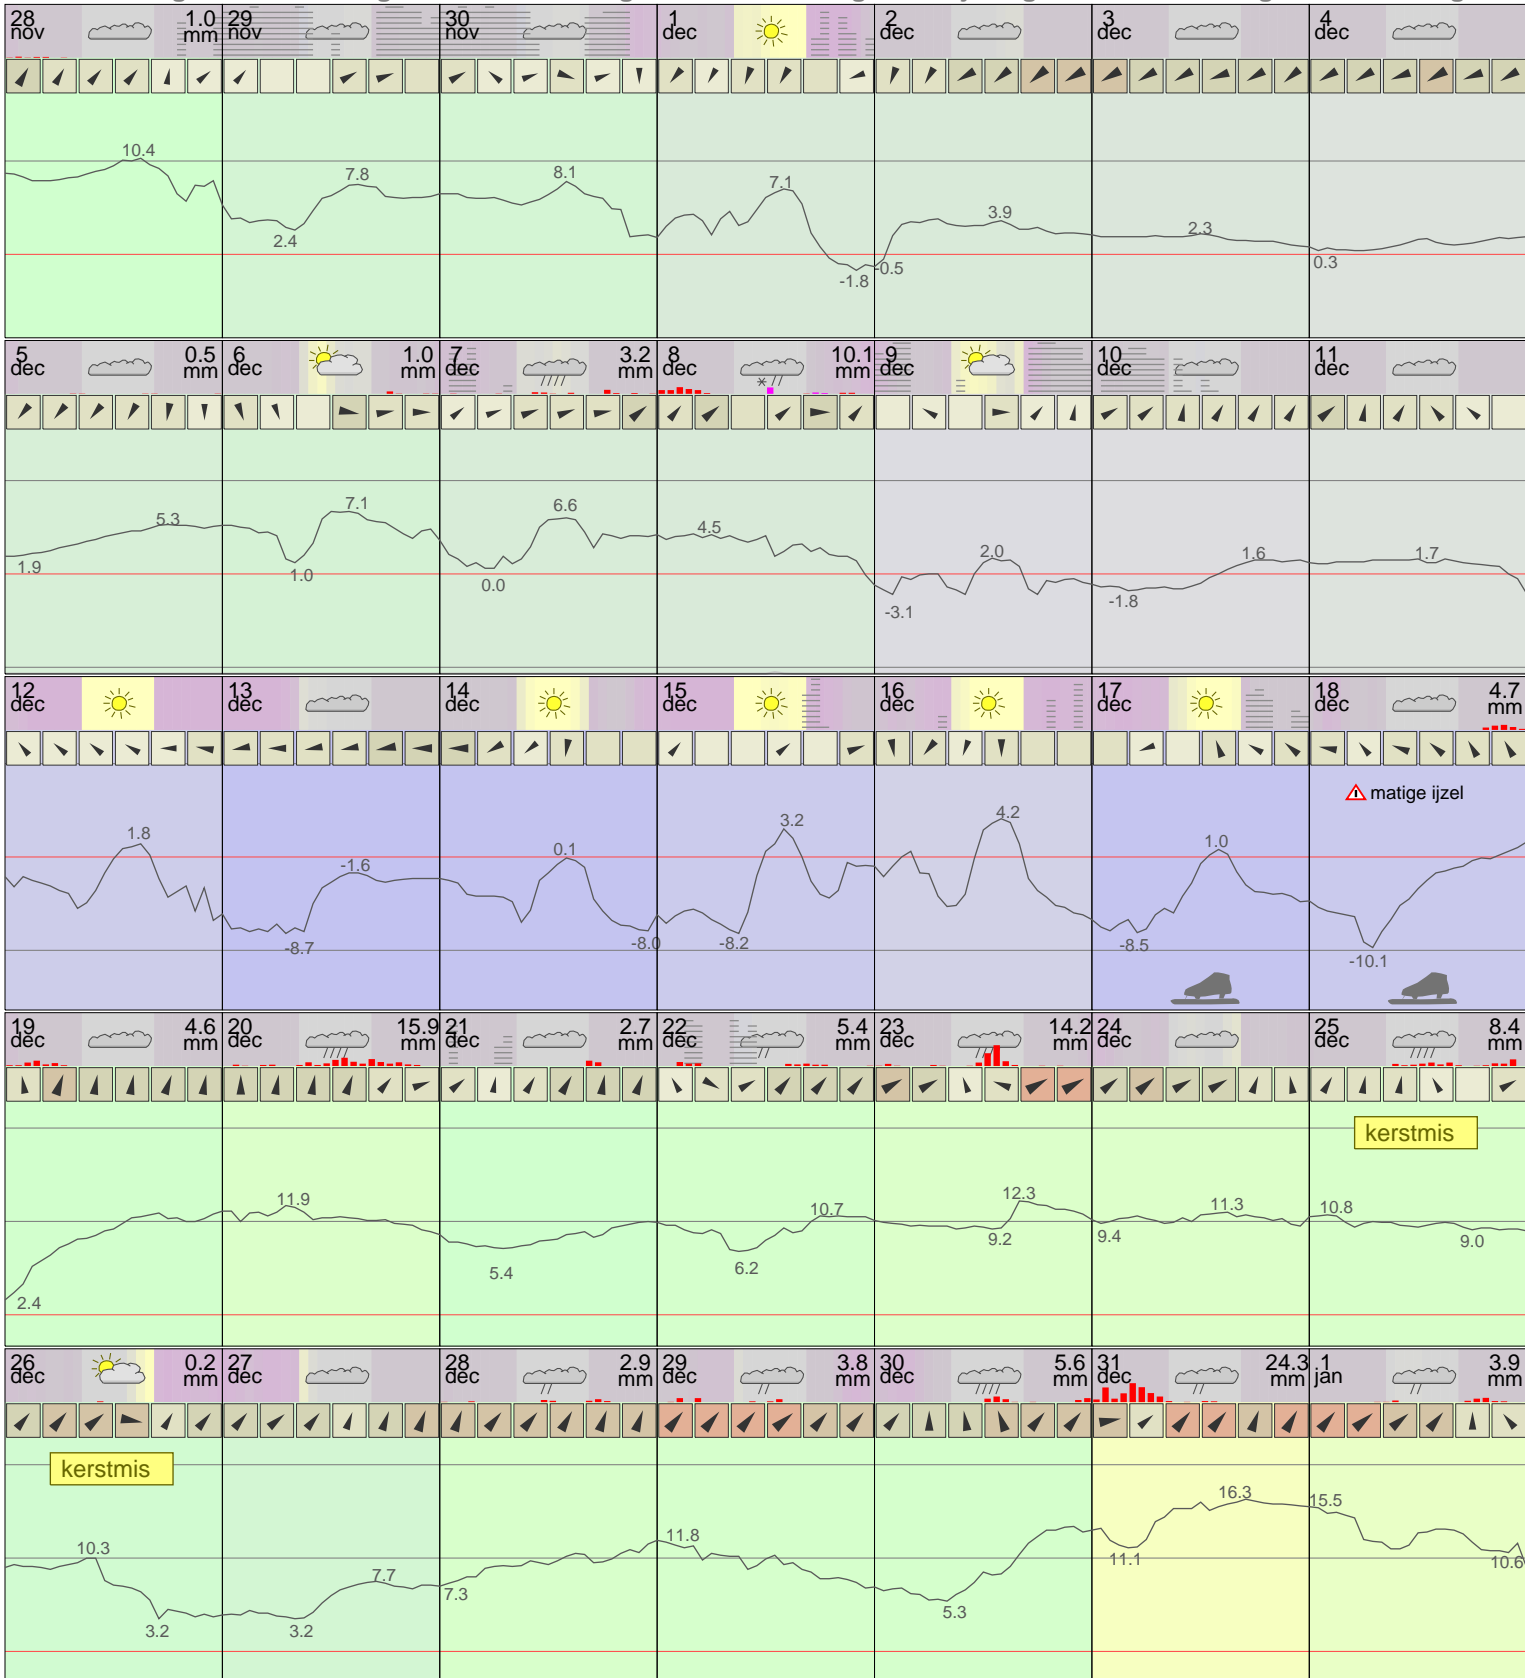 28 nov 1.0 mm 29 nov 30 nov 1 dec 2 dec 3 dec 4 dec
10.4 2.4 7.8 8.1 7.1 -1.8 -0.5 3.9 2.3 0.3
5 dec 0.5 mm 6 dec 1.0 mm 7 dec 3.2 mm 8 dec 10.1 mm 9 dec 10 dec 11 dec
1.9 5.3 1.0 7.1 0.0 6.6 4.5 -3.1 2.0 -1.8 1.6 1.7
12 dec 13 dec 14 dec 15 dec 16 dec 17 dec 18 dec 4.7 mm
matige ijzel
1.8 -8.7 -1.6 0.1 -8.0 -8.2 3.2 4.2 -8.5 1.0 -10.1
19 dec 4.6 mm 20 dec 15.9 mm 21 dec 2.7 mm 22 dec 5.4 mm 23 dec 14.2 mm 24 dec 25 dec 8.4 mm
kerstmis
2.4 11.9 5.4 6.2 10.7 9.2 12.3 9.4 11.3 10.8 9.0
26 dec 0.2 mm 27 dec 28 dec 2.9 mm 29 dec 3.8 mm 30 dec 5.6 mm 31 dec 24.3 mm 1 jan 3.9 mm
kerstmis
10.3 3.2 3.2 7.7 7.3 11.8 5.3 11.1 16.3 15.5 10.6